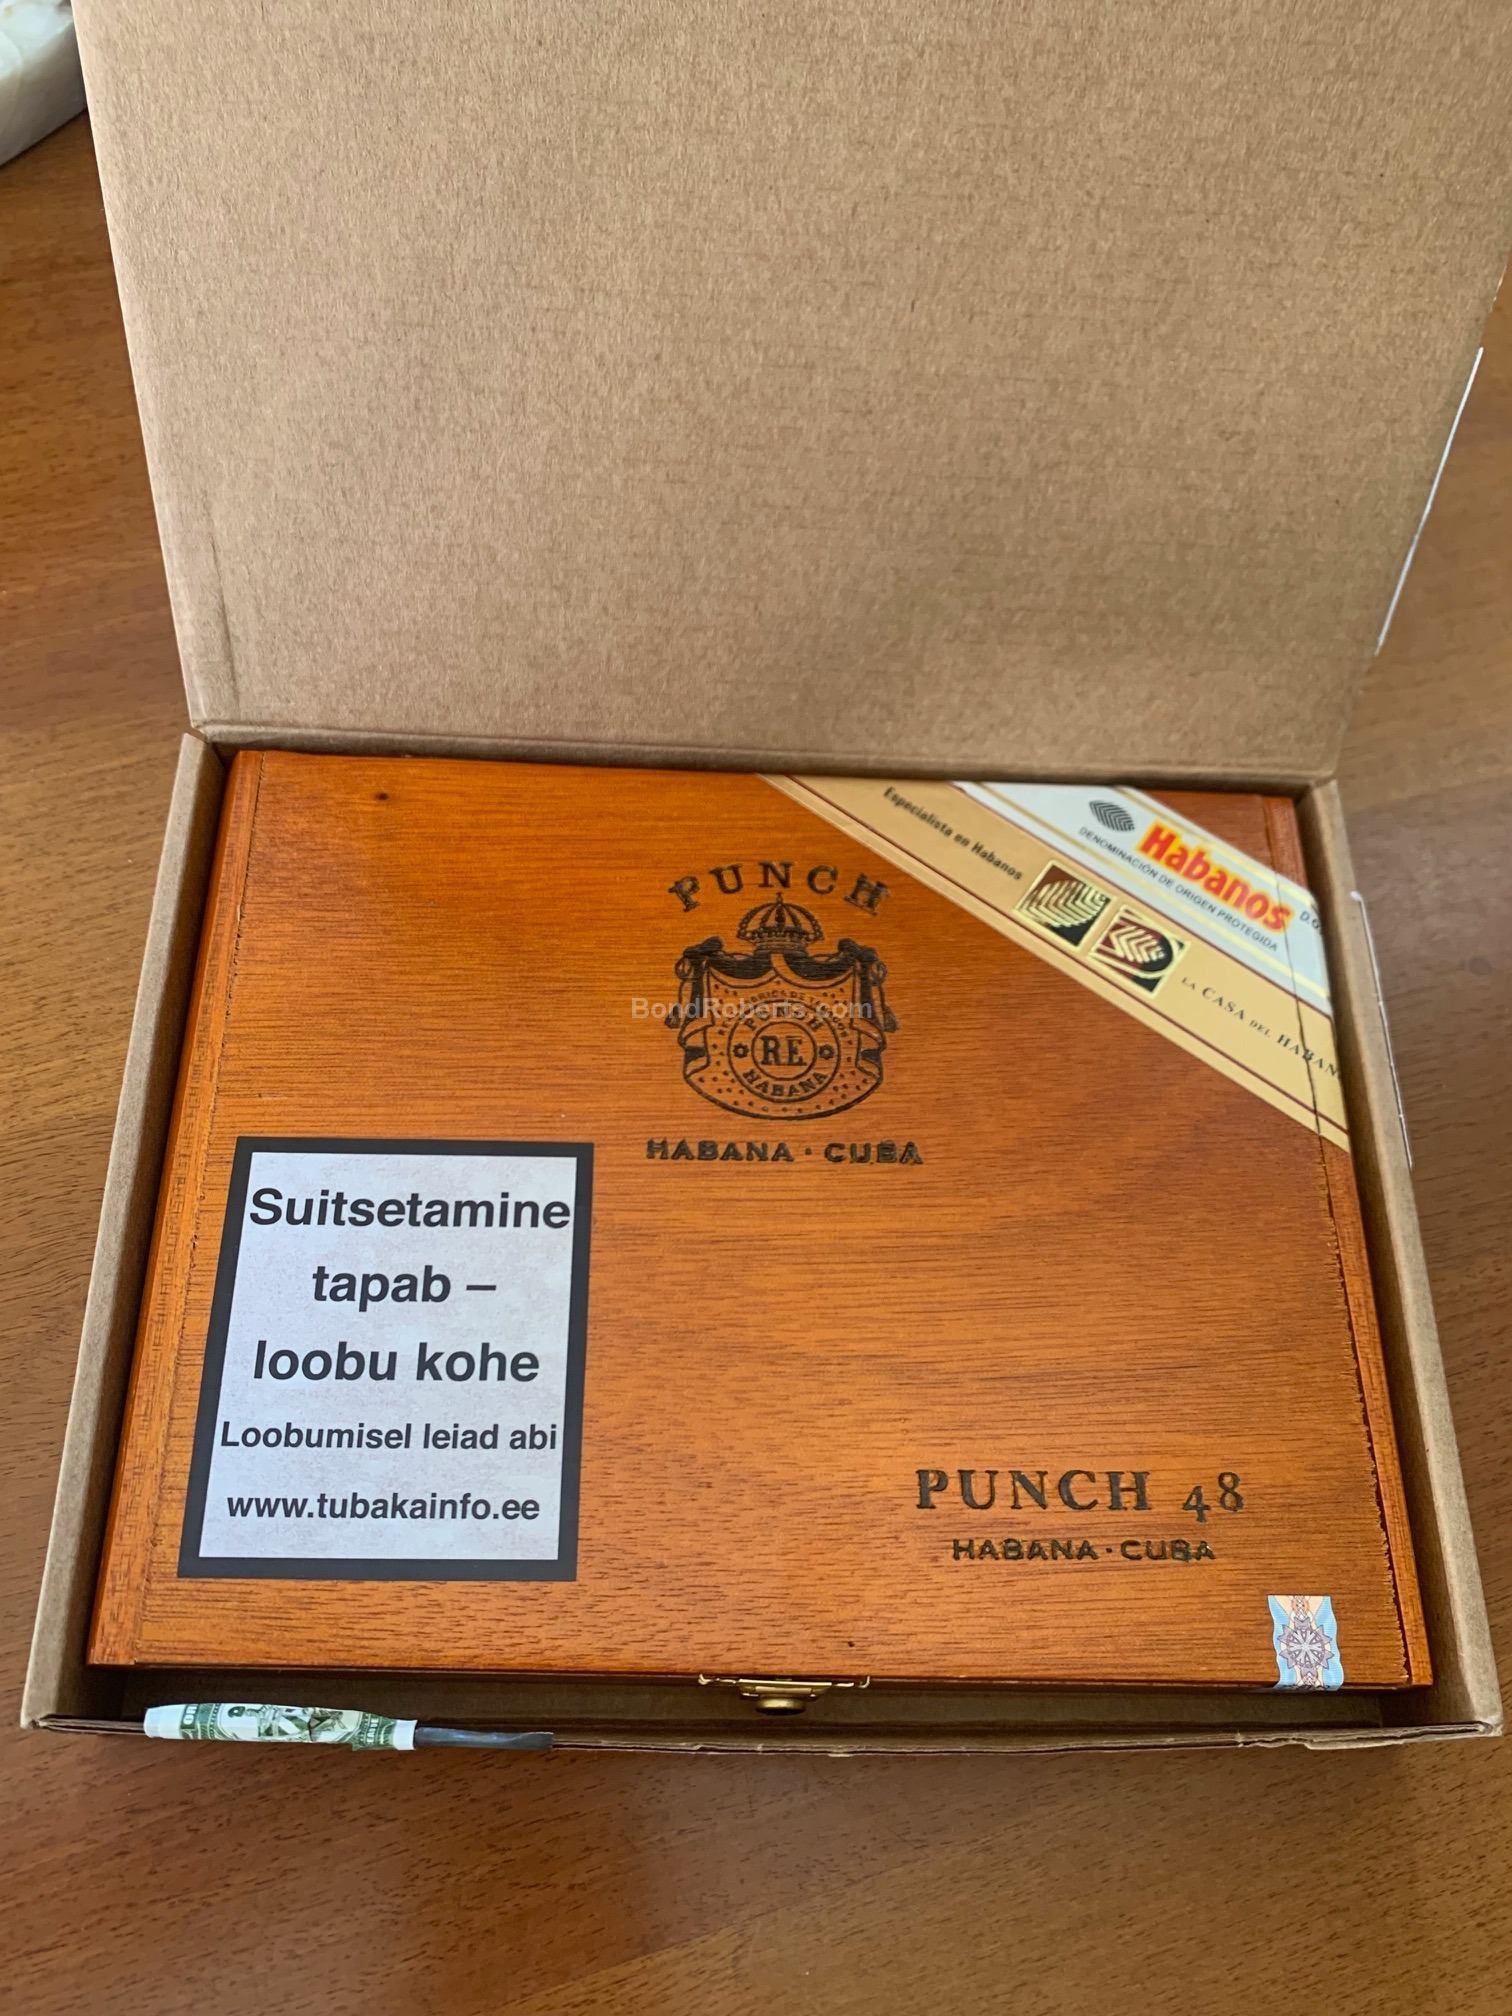 Especialista en Habanos
Habanos
DENOMINACIÓN DE ORIGEN PROTEGIDA
LA CASA DEL
PUNCH
BondRoberts.com
PUNCH
RE
HABANA
HABANA · CUBA
Suitsetamine
tapab –
loobu kohe
Loobumisel leiad abi
www.tubakainfo.ee
PUNCH 48
HABANA · CUBA